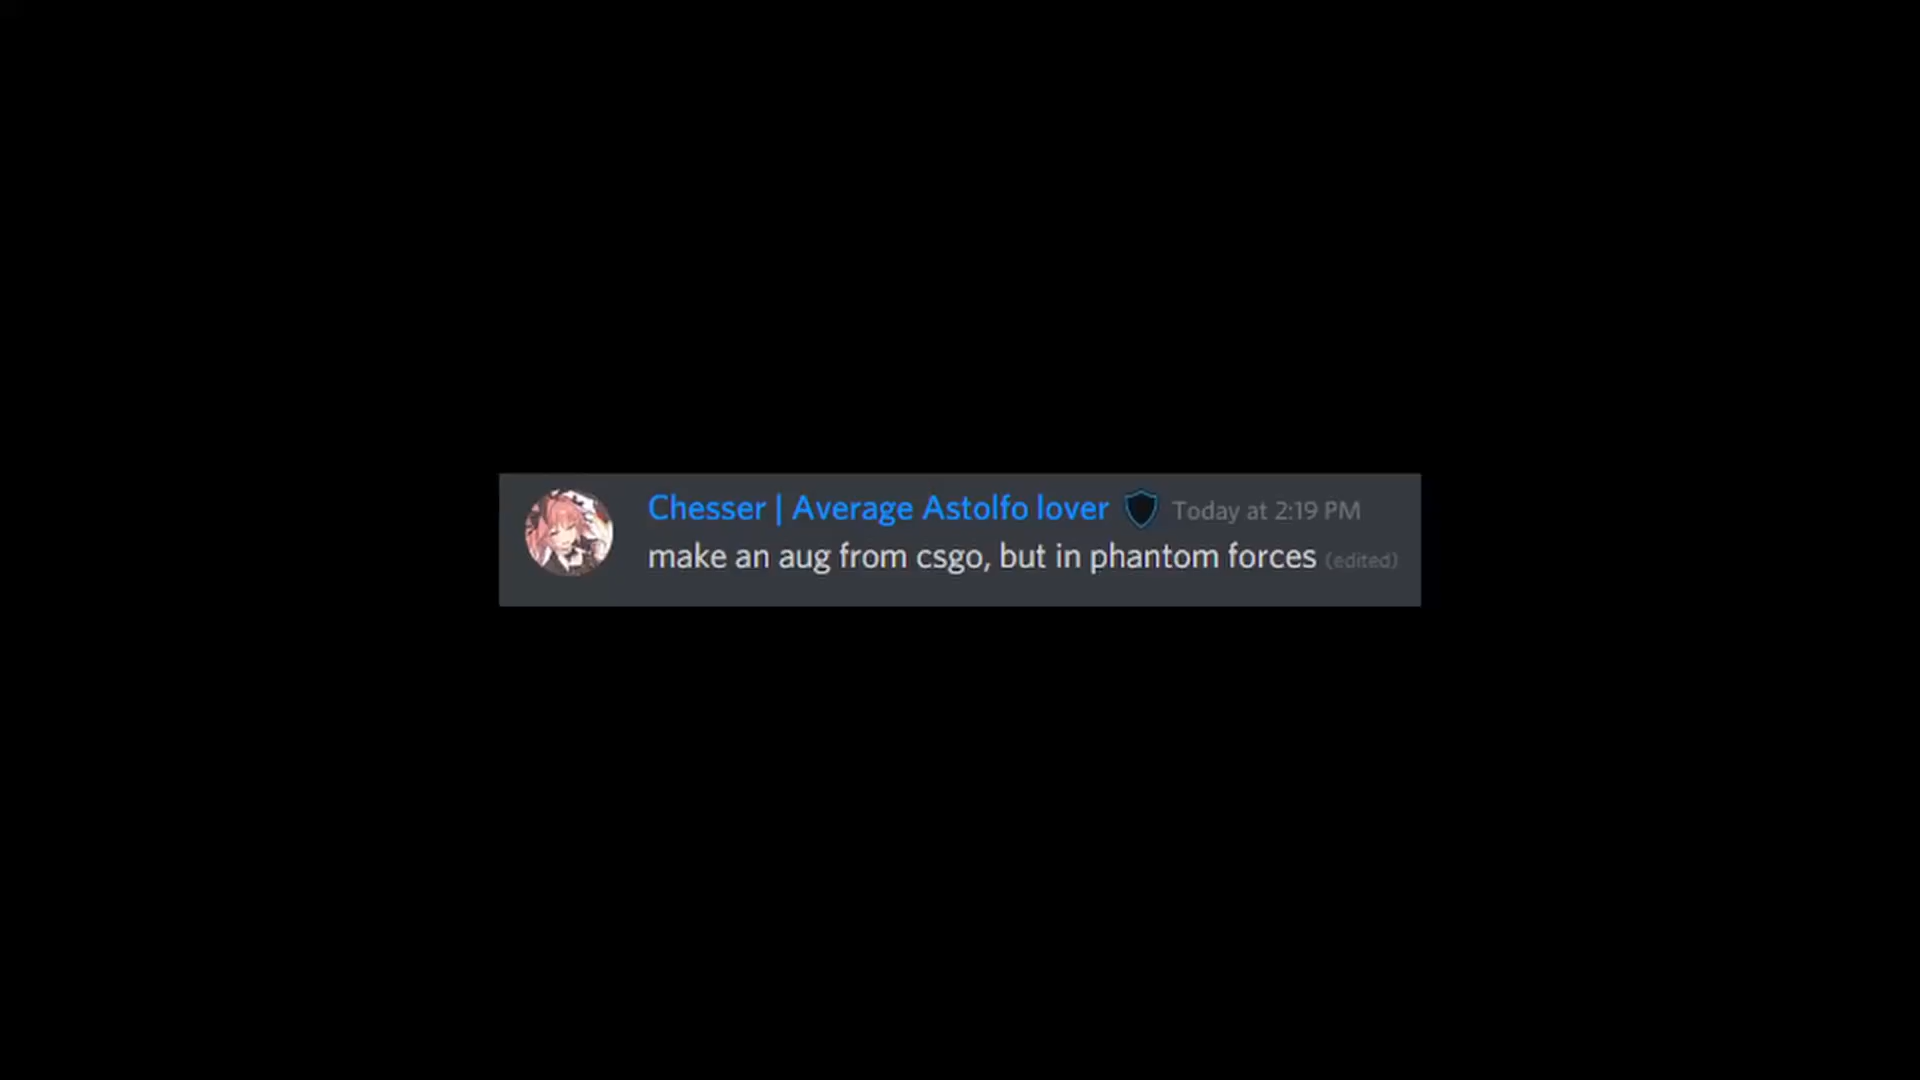 Chesser | Average Astolfo lover Today at 2:19 PM
make an aug from csgo, but in phantom forces (edited)